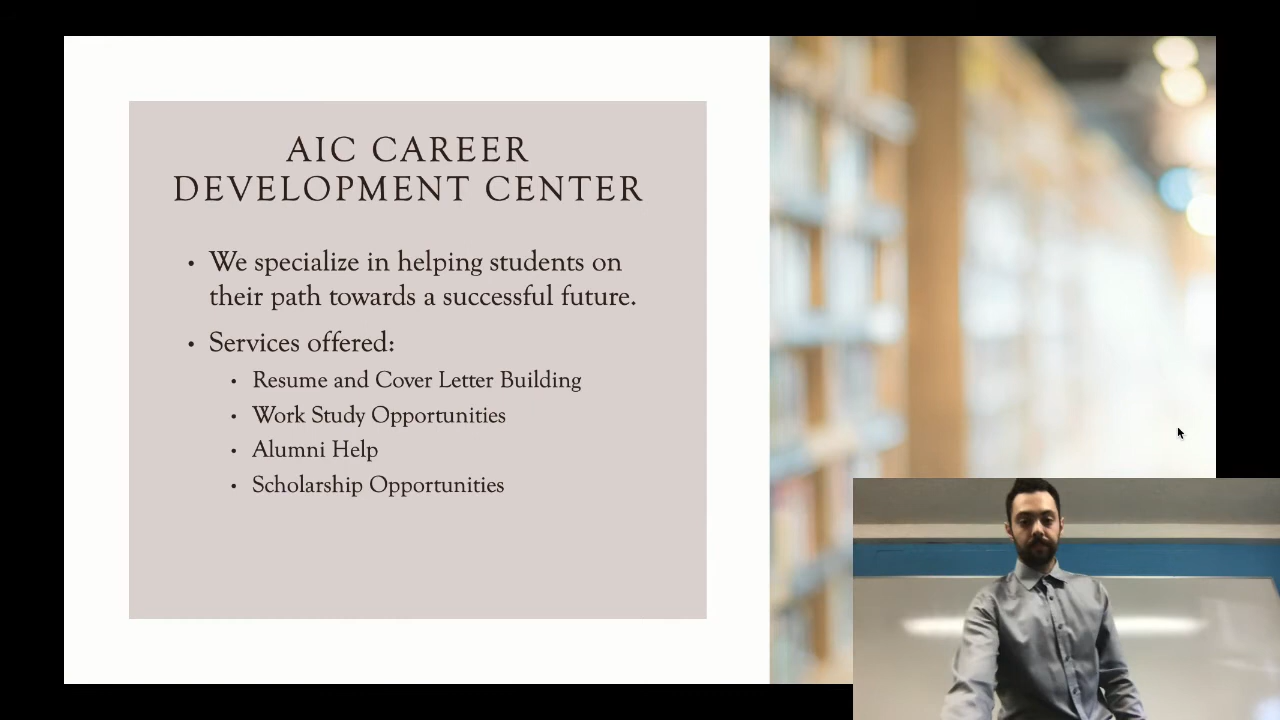 AIC CAREER
DEVELOPMENT CENTER
• We specialize in helping students on
their path towards a successful future.
• Services offered:
• Resume and Cover Letter Building
• Work Study Opportunities
• Alumni Help
• Scholarship Opportunities